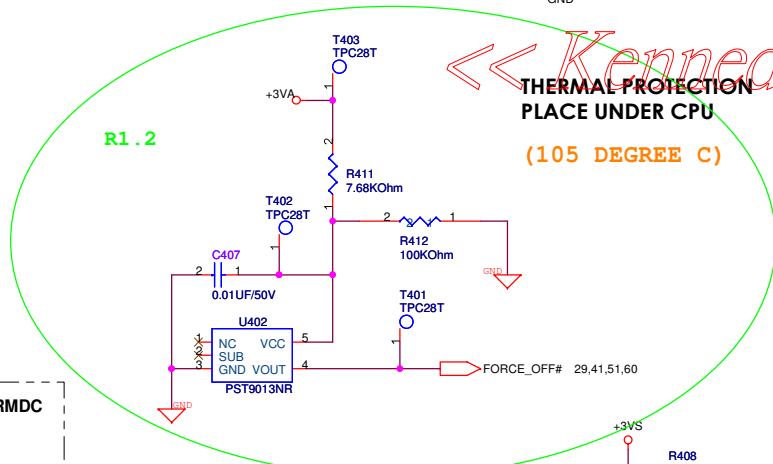 GND
T403
TPC28T
<< Kenned
THERMAL PROTECTION
PLACE UNDER CPU
(105 DEGREE C)
R1.2
+3VA
1
2
R411
7.68KOhm
1
T402
TPC28T
1
2
1
R412
100KOhm
GND
C407
2
1
0.01UF/50V
T401
TPC28T
1
U402
1
NC
VCC
5
2
SUB
3
GND
VOUT
4
PST9013NR
FORCE_OFF# 29,41,51,60
GND
RMDC
+3VS
R408